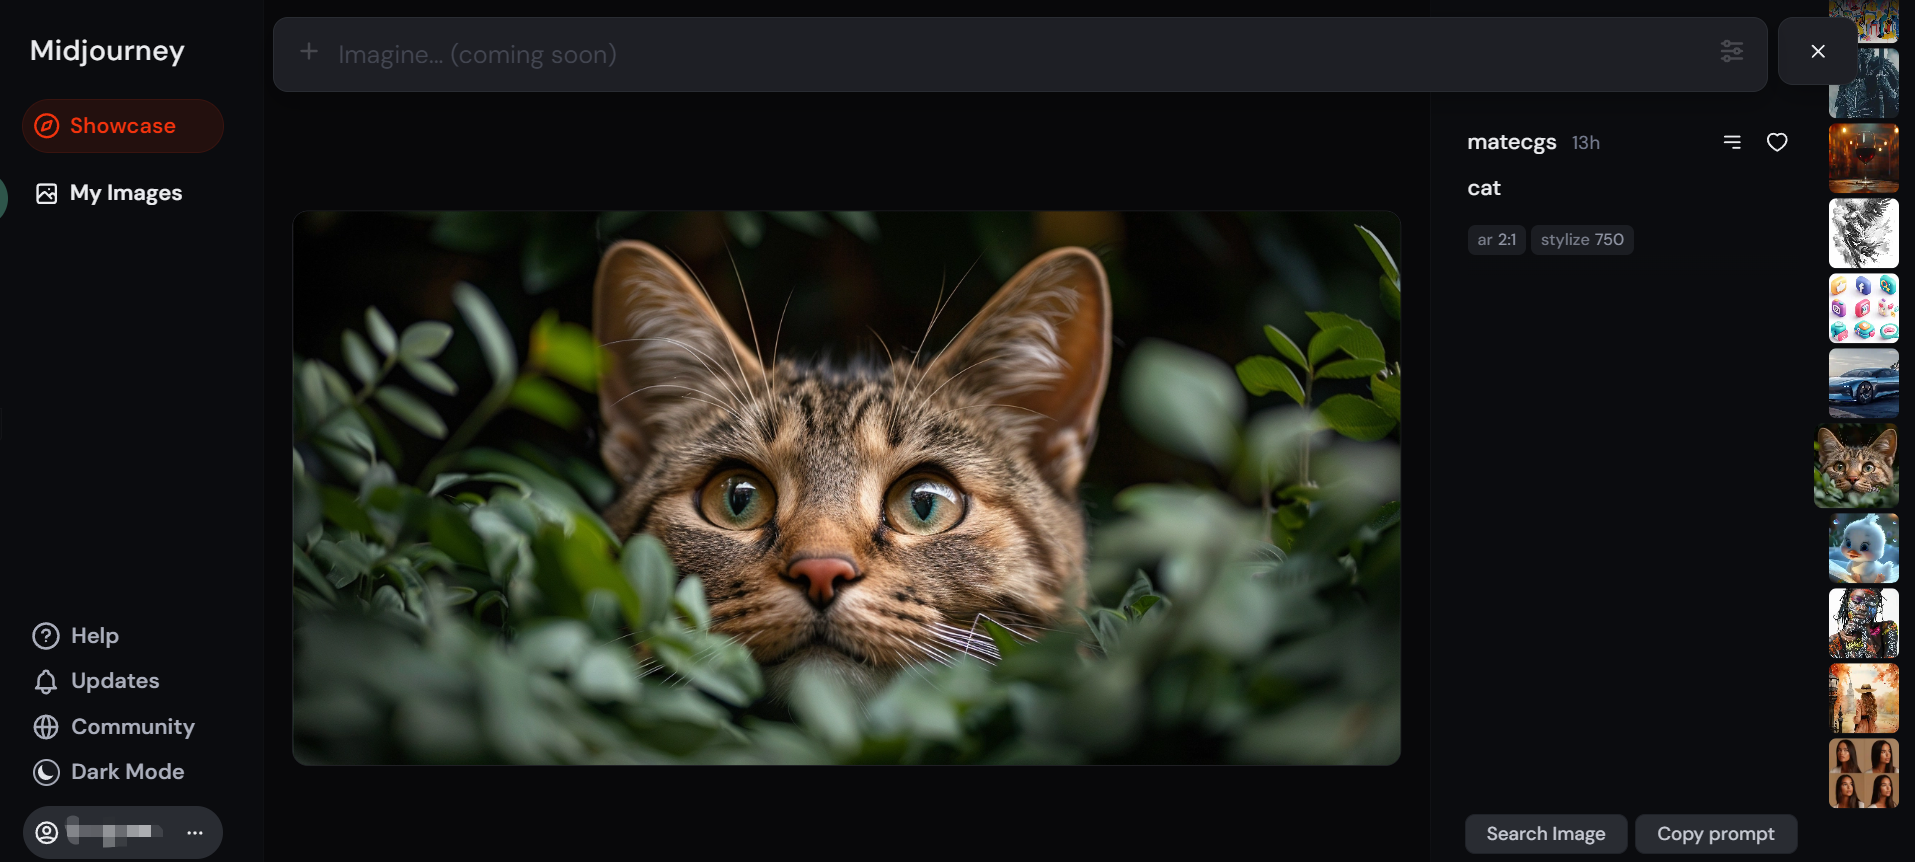 Midjourney
Imagine... (coming soon)
Showcase
My Images
matecgs 13h
cat
ar 2:1 stylize 750
Help
Updates
Community
Dark Mode
Search Image Copy prompt